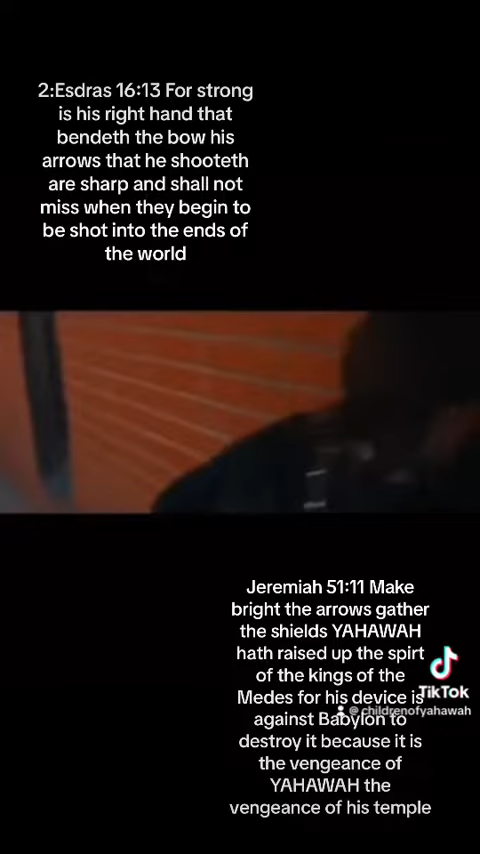 2:Esdras 16:13 For strong
is his right hand that
bendeth the bow his
arrows that he shooteth
are sharp and shall not
miss when they begin to
be shot into the ends of
the world
Jeremiah 51:11 Make
bright the arrows gather
the shields YAHAWAH
hath raised up the spirt
of the kings of the
Medes for his device is
against Babylon to
destroy it because it is
the vengeance of
YAHAWAH the
vengeance of his temple
TikTok
@childrenofyahawah